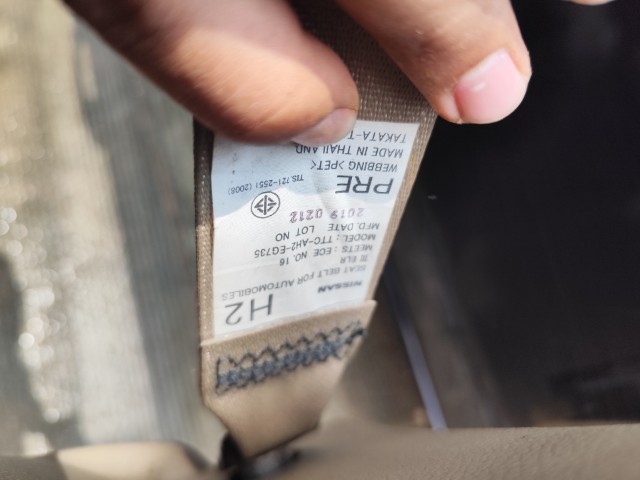 H2
NISSAN
SEAT BELT FOR AUTOMOBILES
ELR
MEETS : ECE NO. 16
MODEL : TTC-AH2-EG735
MFD. DATE LOT NO
2019 0212
TIS.721-2551 (2008)
PRE
WEBBING >PET<
MADE IN THAILAND
TAKATA-T